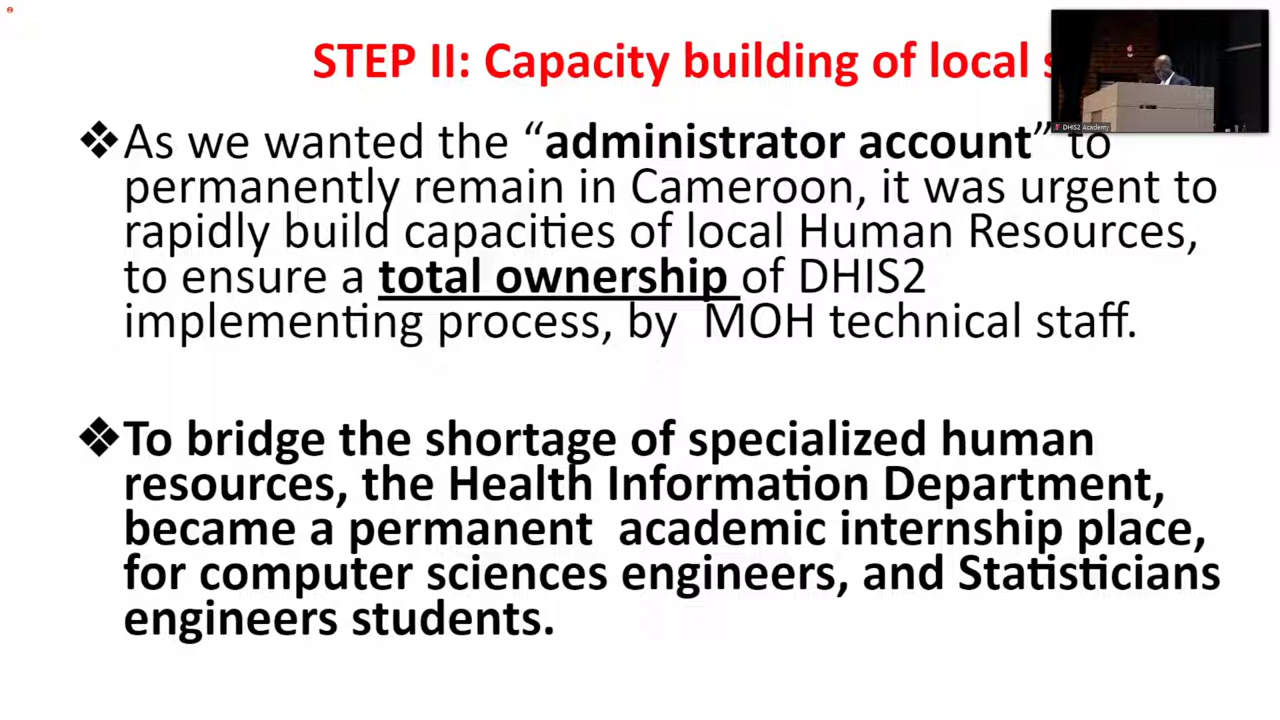 STEP II: Capacity building of local
DHIS2 Academy
❖As we wanted the “administrator account” to
permanently remain in Cameroon, it was urgent to
rapidly build capacities of local Human Resources,
to ensure a total ownership of DHIS2
implementing process, by  MOH technical staff.
❖To bridge the shortage of specialized human
resources, the Health Information Department,
became a permanent  academic internship place,
for computer sciences engineers, and Statisticians
engineers students.